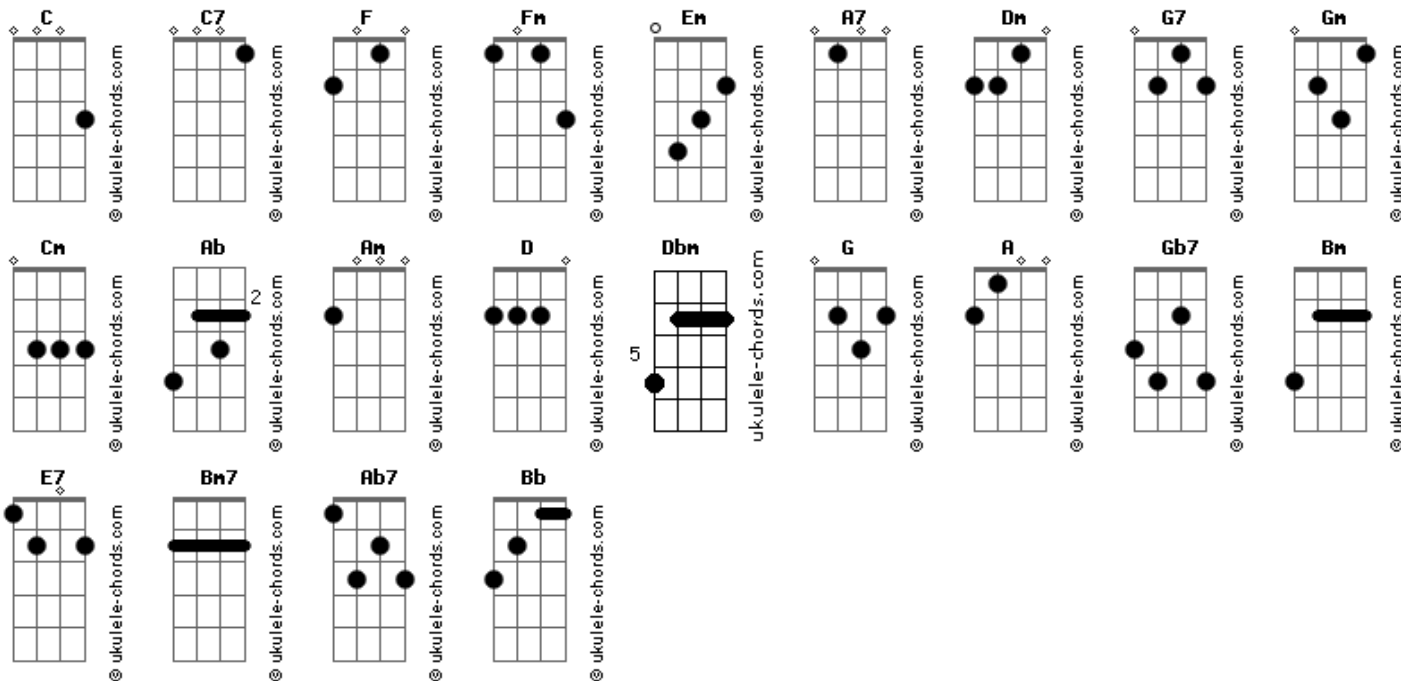 C C7 F Fm Em A7 Dm G7 Gm
© ukulele-chords.com © ukulele-chords.com © ukulele-chords.com © ukulele-chords.com © ukulele-chords.com © ukulele-chords.com © ukulele-chords.com © ukulele-chords.com © ukulele-chords.com
Cm Ab Am D Dbm G A Gb7 Bm
2
5
© ukulele-chords.com © ukulele-chords.com © ukulele-chords.com © ukulele-chords.com ukulele-chords.com © ukulele-chords.com © ukulele-chords.com © ukulele-chords.com © ukulele-chords.com
E7 Bm7 Ab7 Bb
© ukulele-chords.com © ukulele-chords.com © ukulele-chords.com © ukulele-chords.com